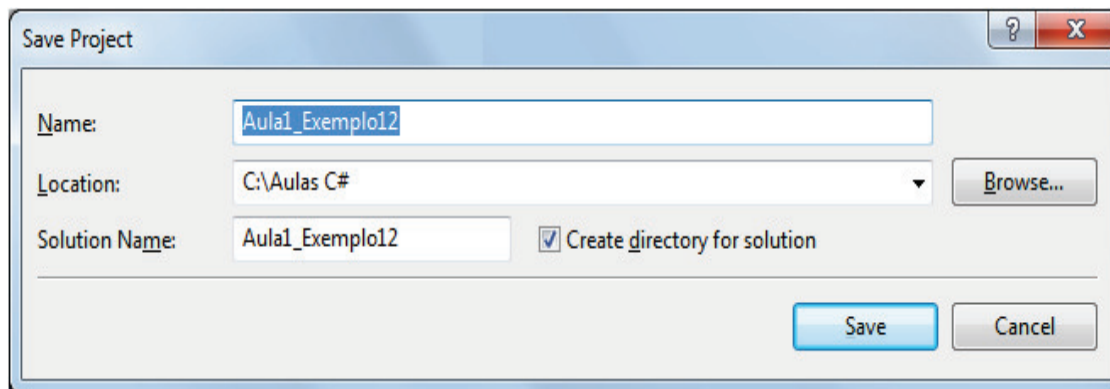 Save Project
Name: Aula1_Exemplo12
Location: C:\Aulas C# Browse...
Solution Name: Aula1_Exemplo12 Create directory for solution
Save Cancel